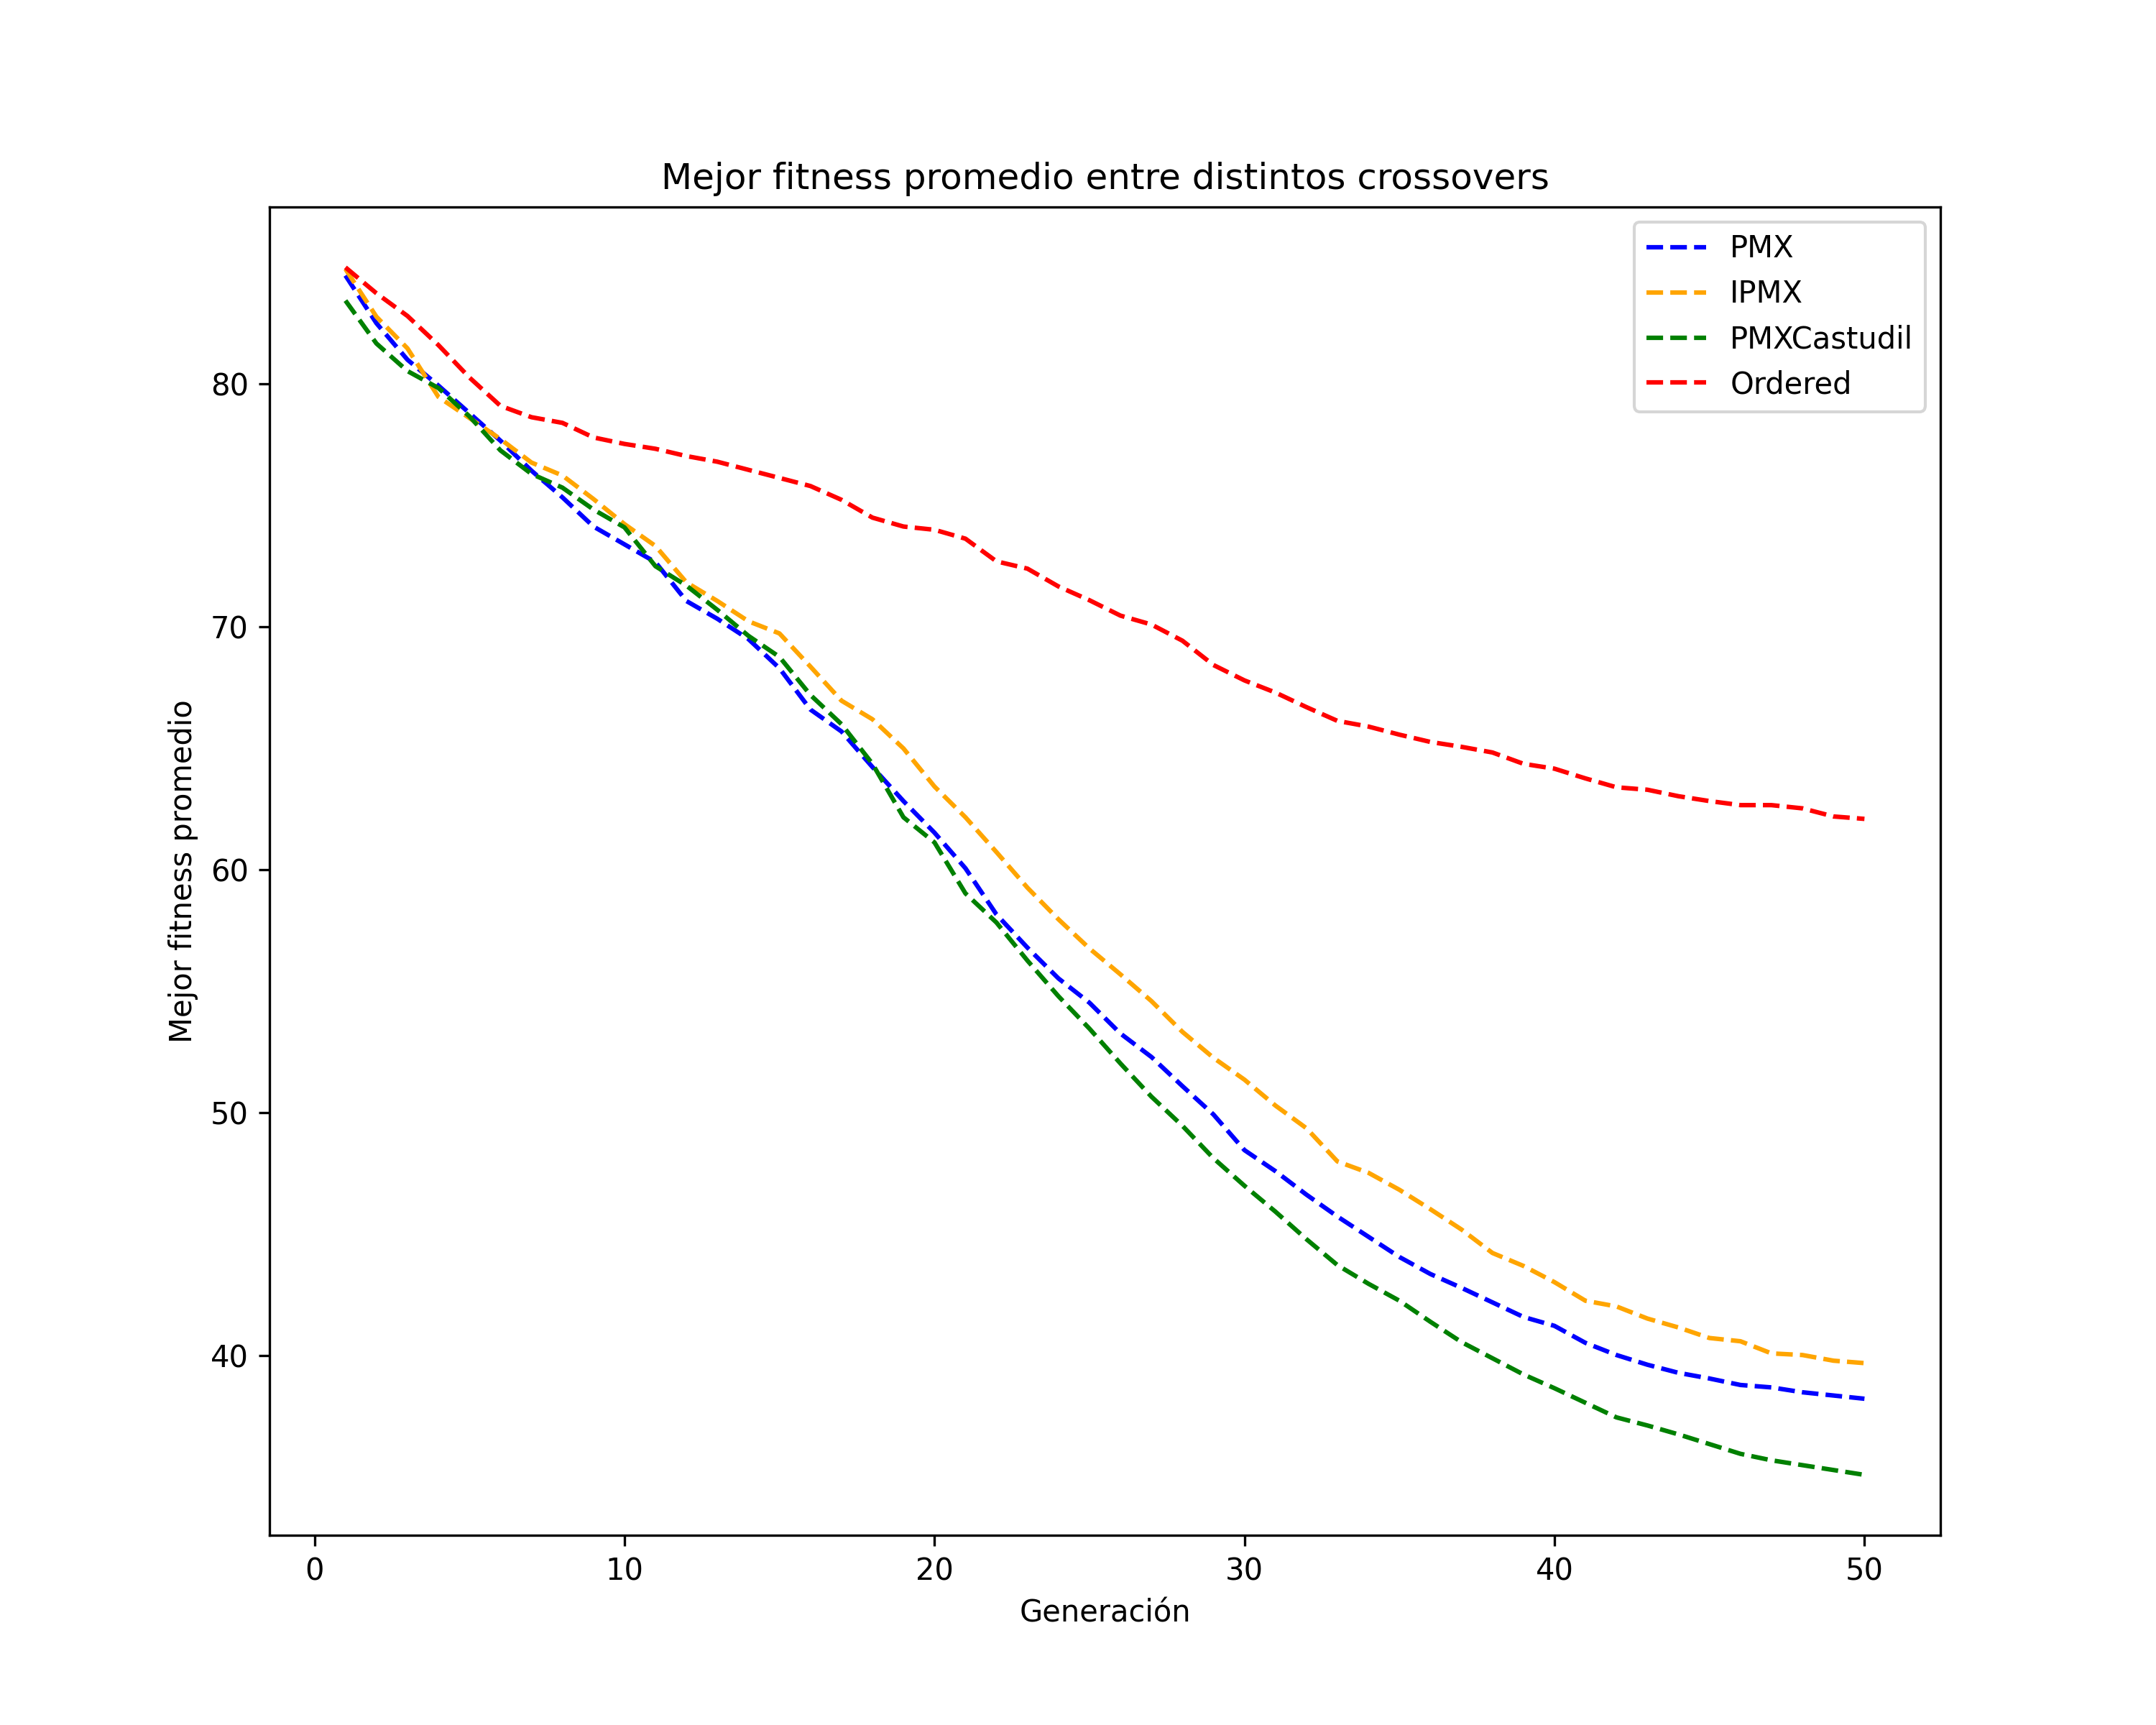 Mejor fitness promedio entre distintos crossovers
PMX
IPMX
PMXCastudil
Ordered
Mejor fitness promedio
80
70
60
50
40
0 10 20 30 40 50
Generación